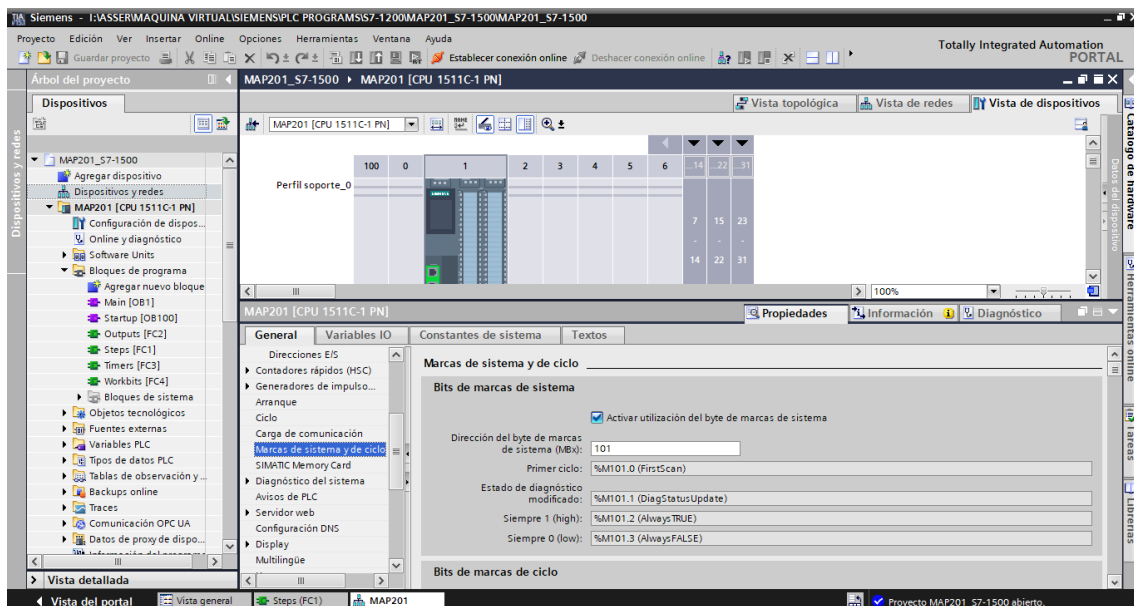 Siemens - I:\ASSER\MAQUINA VIRTUAL\SIEMENS\PLC PROGRAMS\S7-1200\MAP201_S7-1500\MAP201_S7-1500
Proyecto Edición Ver Insertar Online Opciones Herramientas Ventana Ayuda
Totally Integrated Automation
PORTAL
Guardar proyecto Establecer conexión online Deshacer conexión online
Árbol del proyecto
MAP201_S7-1500 MAP201 [CPU 1511C-1 PN]
Dispositivos
Vista topológica Vista de redes Vista de dispositivos
MAP201 [CPU 1511C-1 PN]
Dispositivos y redes
MAP201_S7-1500
Agregar dispositivo
Dispositivos y redes
MAP201 [CPU 1511C-1 PN]
Configuración de dispos...
Online y diagnóstico
Software Units
Bloques de programa
Agregar nuevo bloque
Main [OB1]
Startup [OB100]
Outputs [FC2]
Steps [FC1]
Timers [FC3]
Workbits [FC4]
Bloques de sistema
Objetos tecnológicos
Fuentes externas
Variables PLC
Tipos de datos PLC
Tablas de observación y ...
Backups online
Traces
Comunicación OPC UA
Datos de proxy de dispo...
Vista detallada
100 0 1 2 3 4 5 6 ...14 ...22 ...31
Perfil soporte_0
SIEMENS
7 15 23
- - -
14 22 31
100%
Datos del dispositivo
MAP201 [CPU 1511C-1 PN]
Propiedades Información Diagnóstico
General Variables IO Constantes de sistema Textos
Direcciones E/S
Contadores rápidos (HSC)
Generadores de impulso...
Arranque
Ciclo
Carga de comunicación
Marcas de sistema y de ciclo
SIMATIC Memory Card
Diagnóstico del sistema
Avisos de PLC
Servidor web
Configuración DNS
Display
Multilingüe
Marcas de sistema y de ciclo
Bits de marcas de sistema
Activar utilización del byte de marcas de sistema
Dirección del byte de marcas
de sistema (MBx): 101
Primer ciclo: %M101.0 (FirstScan)
Estado de diagnóstico
modificado: %M101.1 (DiagStatusUpdate)
Siempre 1 (high): %M101.2 (AlwaysTRUE)
Siempre 0 (low): %M101.3 (AlwaysFALSE)
Bits de marcas de ciclo
Catálogo de hardware
Herramientas online
Tareas
Librerías
Vista del portal Vista general Steps (FC1) MAP201
Proyecto MAP201_S7-1500 abierto.